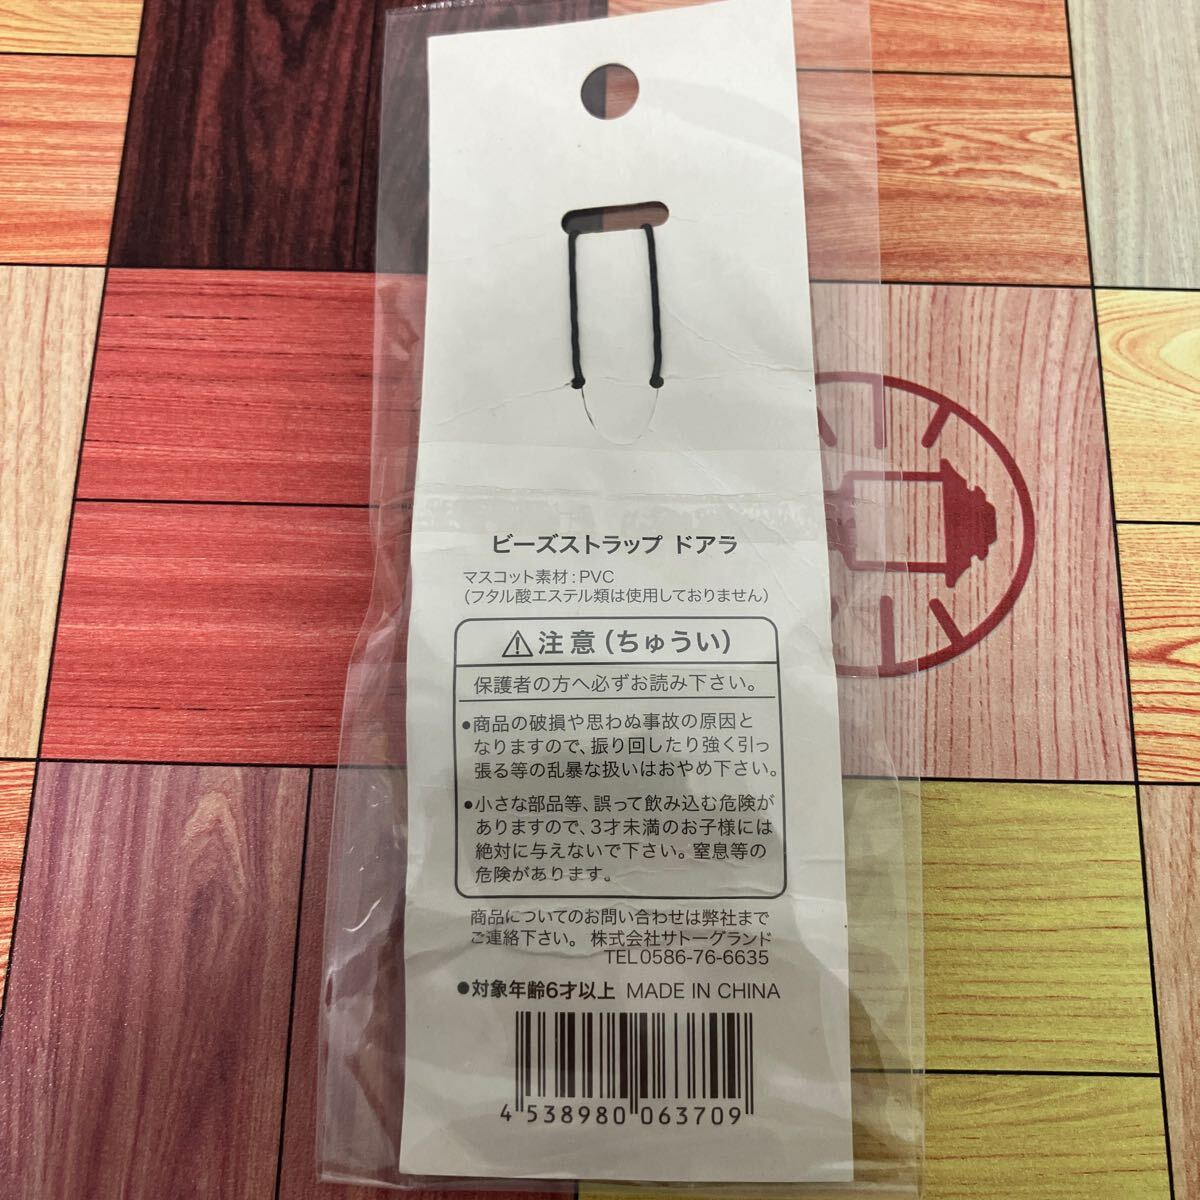 ビーズストラップ ドアラ
マスコット素材:PVC
(フタル酸エステル類は使用しておりません)
⚠注意(ちゅうい)
保護者の方へ必ずお読み下さい。
●商品の破損や思わぬ事故の原因と
なりますので、振り回したり強く引っ
張る等の乱暴な扱いはおやめ下さい。
●小さな部品等、誤って飲み込む危険が
ありますので、3才未満のお子様には
絶対に与えないで下さい。窒息等の
危険があります。
商品についてのお問い合わせは弊社まで
ご連絡下さい。 株式会社サトーグランド
TEL0586-76-6635
●対象年齢6才以上 MADE IN CHINA
4 538980 063709